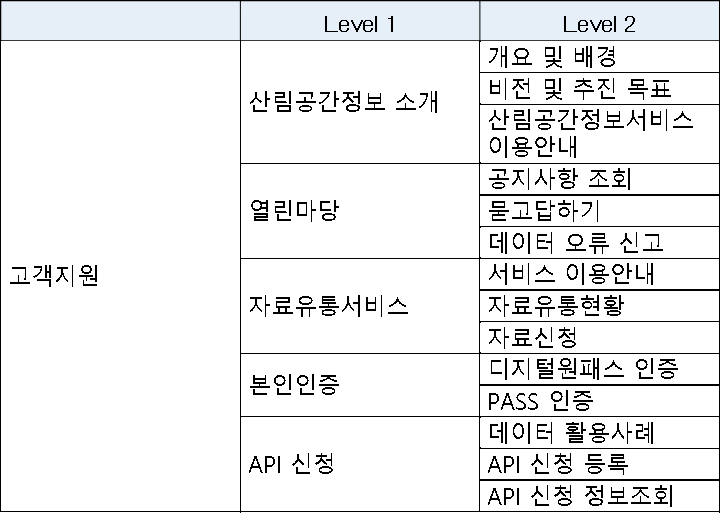 Level 1
Level 2
고객지원
산림공간정보 소개
개요 및 배경
비전 및 추진 목표
산림공간정보서비스
이용안내
열린마당
공지사항 조회
묻고답하기
데이터 오류 신고
자료유통서비스
서비스 이용안내
자료유통현황
자료신청
본인인증
디지털원패스 인증
PASS 인증
API 신청
데이터 활용사례
API 신청 등록
API 신청 정보조회